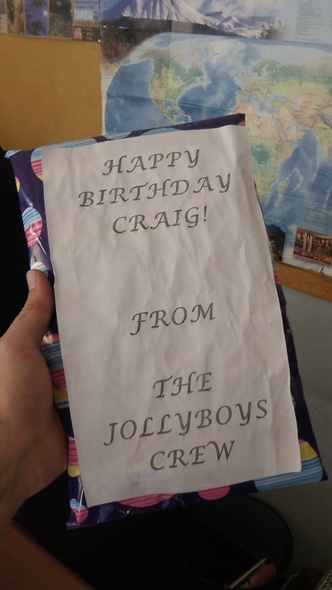 HAPPY
BIRTHDAY
CRAIG!
FROM
THE
JOLLYBOYS
CREW